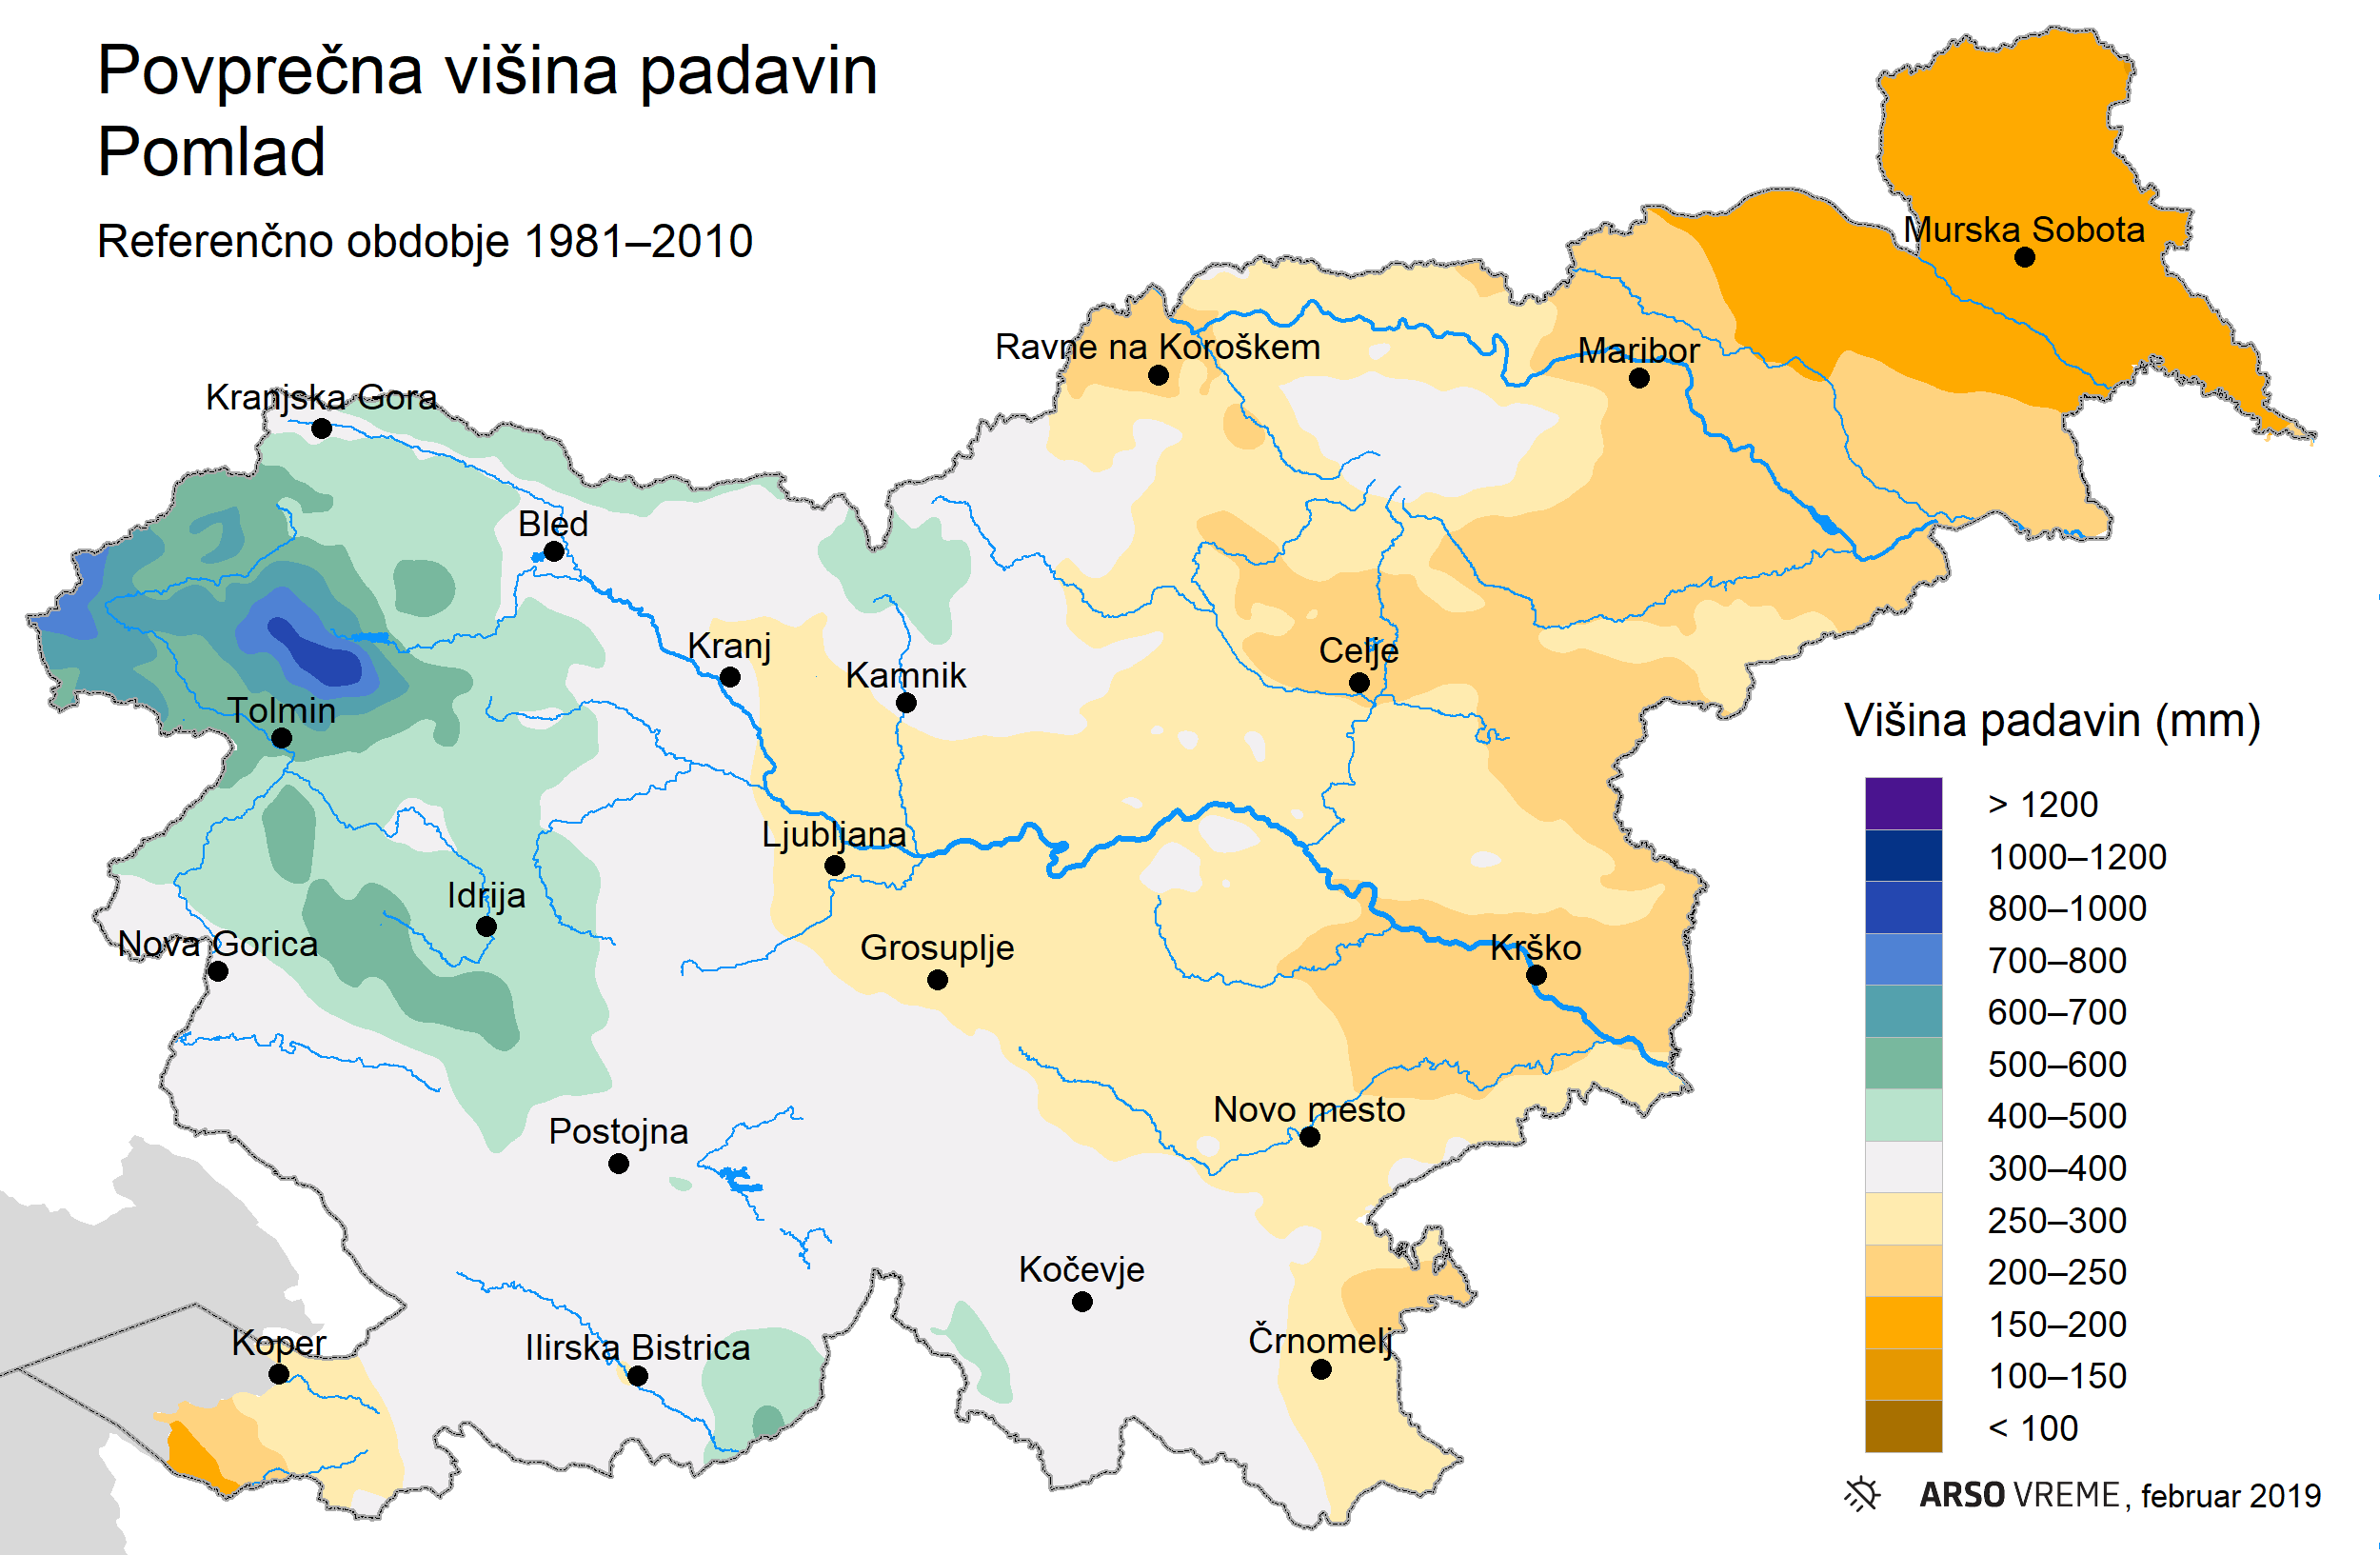 Povprečna višina padavin
Pomlad
Referenčno obdobje 1981–2010
Murska Sobota
Ravne na Koroškem
Maribor
Kranjska Gora
Bled
Kranj
Kamnik
Celje
Tolmin
Ljubljana
Idrija
Nova Gorica
Grosuplje
Krško
Novo mesto
Postojna
Kočevje
Koper
Ilirska Bistrica
Črnomelj
Višina padavin (mm)
> 1200
1000–1200
800–1000
700–800
600–700
500–600
400–500
300–400
250–300
200–250
150–200
100–150
< 100
ARSO VREME, februar 2019